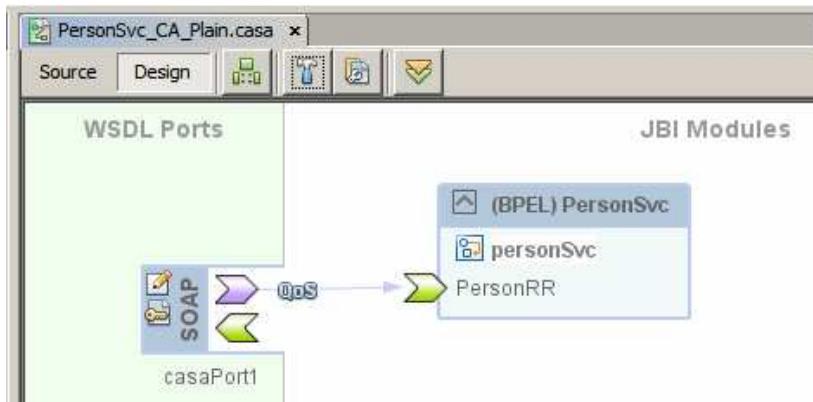 PersonSvc_CA_Plain.casa ×
Source Design
WSDL Ports
JBI Modules
(BPEL) PersonSvc
personSvc
PersonRR
SOAP
QoS
casaPort1